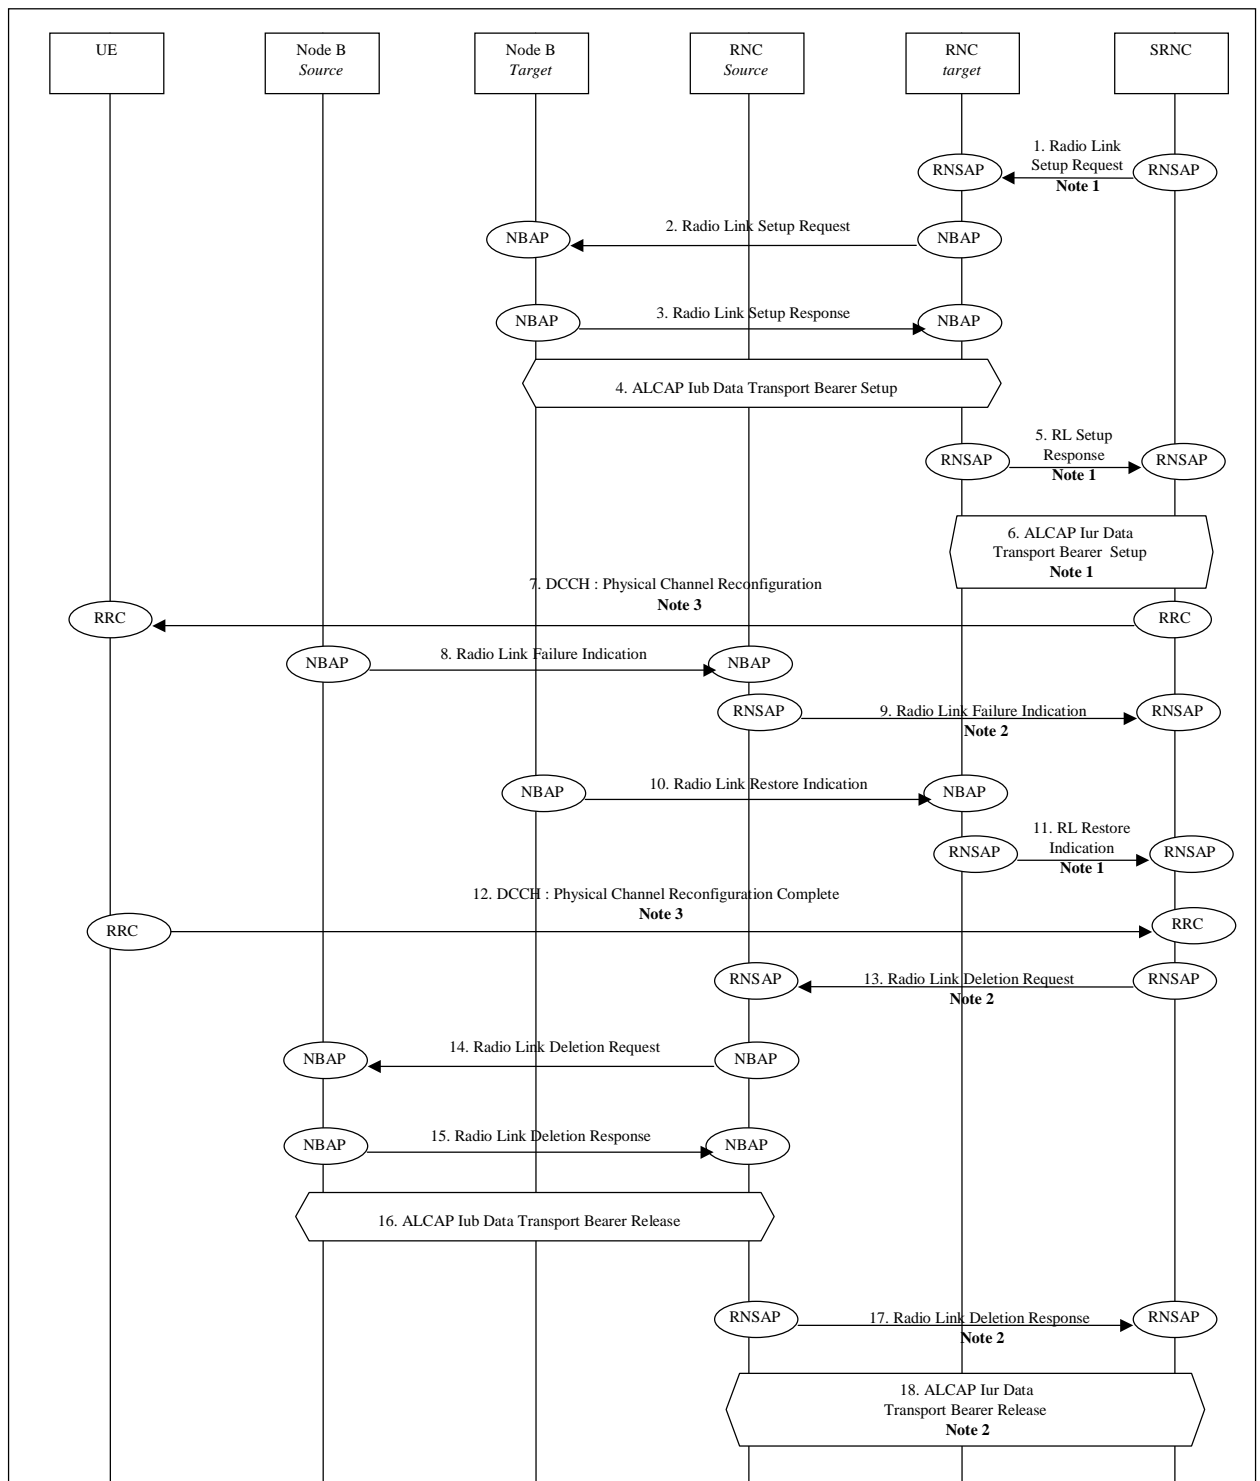 UE
Node B
Source
Node B
Target
RNC
Source
RNC
target
SRNC
1. Radio Link
Setup Request
Note 1
RNSAP
RNSAP
2. Radio Link Setup Request
NBAP
NBAP
3. Radio Link Setup Response
NBAP
NBAP
4. ALCAP Iub Data Transport Bearer Setup
5. RL Setup
Response
Note 1
RNSAP
RNSAP
6. ALCAP Iur Data
Transport Bearer Setup
Note 1
7. DCCH : Physical Channel Reconfiguration
Note 3
RRC
RRC
8. Radio Link Failure Indication
NBAP
NBAP
9. Radio Link Failure Indication
Note 2
RNSAP
RNSAP
10. Radio Link Restore Indication
NBAP
NBAP
11. RL Restore
Indication
Note 1
RNSAP
RNSAP
12. DCCH : Physical Channel Reconfiguration Complete
Note 3
RRC
RRC
13. Radio Link Deletion Request
Note 2
RNSAP
RNSAP
14. Radio Link Deletion Request
NBAP
NBAP
15. Radio Link Deletion Response
NBAP
NBAP
16. ALCAP Iub Data Transport Bearer Release
17. Radio Link Deletion Response
Note 2
RNSAP
RNSAP
18. ALCAP Iur Data
Transport Bearer Release
Note 2